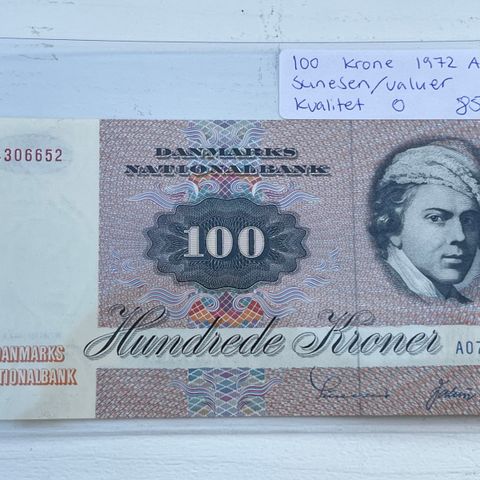 100 Krone 1972 A
Sunesen/valuer
Kvalitet 0 85
306652
DANMARKS
NATIONALBANK
100
Hundrede Kroner
A07
DANMARKS
NATIONALBANK